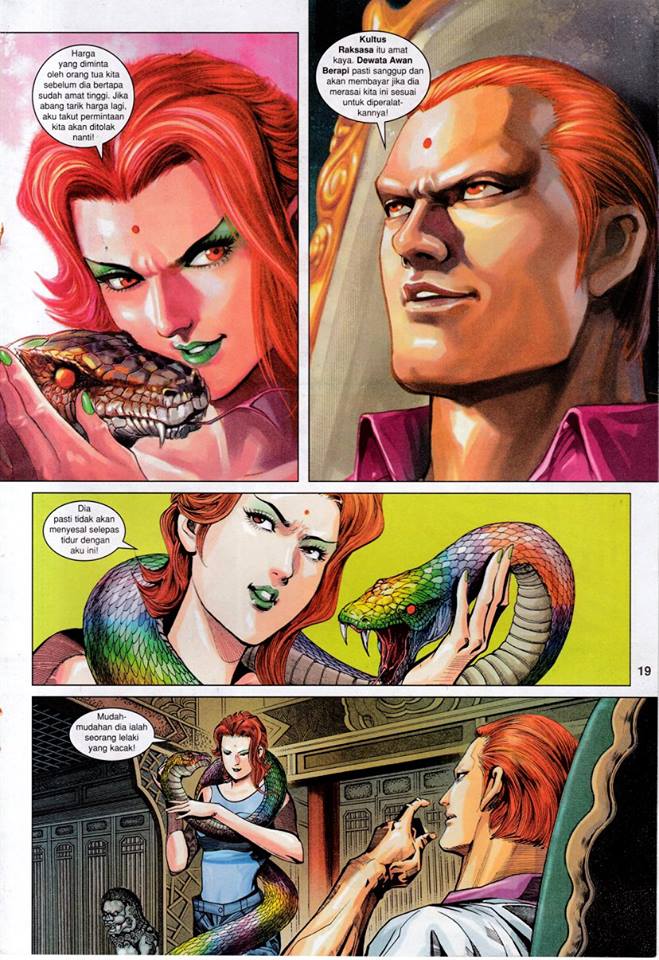 Harga
yang diminta
oleh orang tua kita
sebelum dia bertapa
sudah amat tinggi. Jika
abang tarik harga lagi,
aku takut permintaan
kita akan ditolak
nanti!
Kultus
Raksasa itu amat
kaya. Dewata Awan
Berapi pasti sanggup dan
akan membayar jika dia
merasai kita ini sesuai
untuk diperalat-
kannya!
Dia
pasti tidak akan
menyesal selepas
tidur dengan
aku ini!
19
Mudah-
mudahan dia ialah
seorang lelaki
yang kacak!